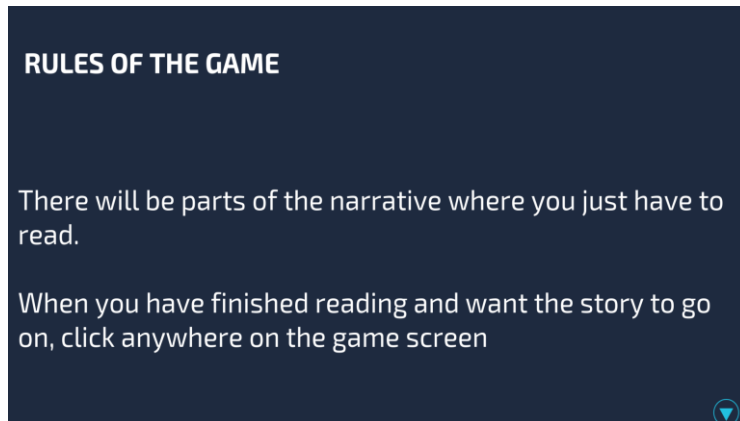 RULES OF THE GAME
There will be parts of the narrative where you just have to
read.
When you have finished reading and want the story to go
on, click anywhere on the game screen